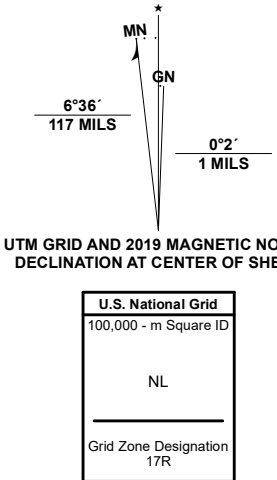 ★
MN
GN
6°36´
117 MILS
0°2´
1 MILS
UTM GRID AND 2019 MAGNETIC NO
DECLINATION AT CENTER OF SHE
U.S. National Grid
100,000 - m Square ID
NL
Grid Zone Designation
17R